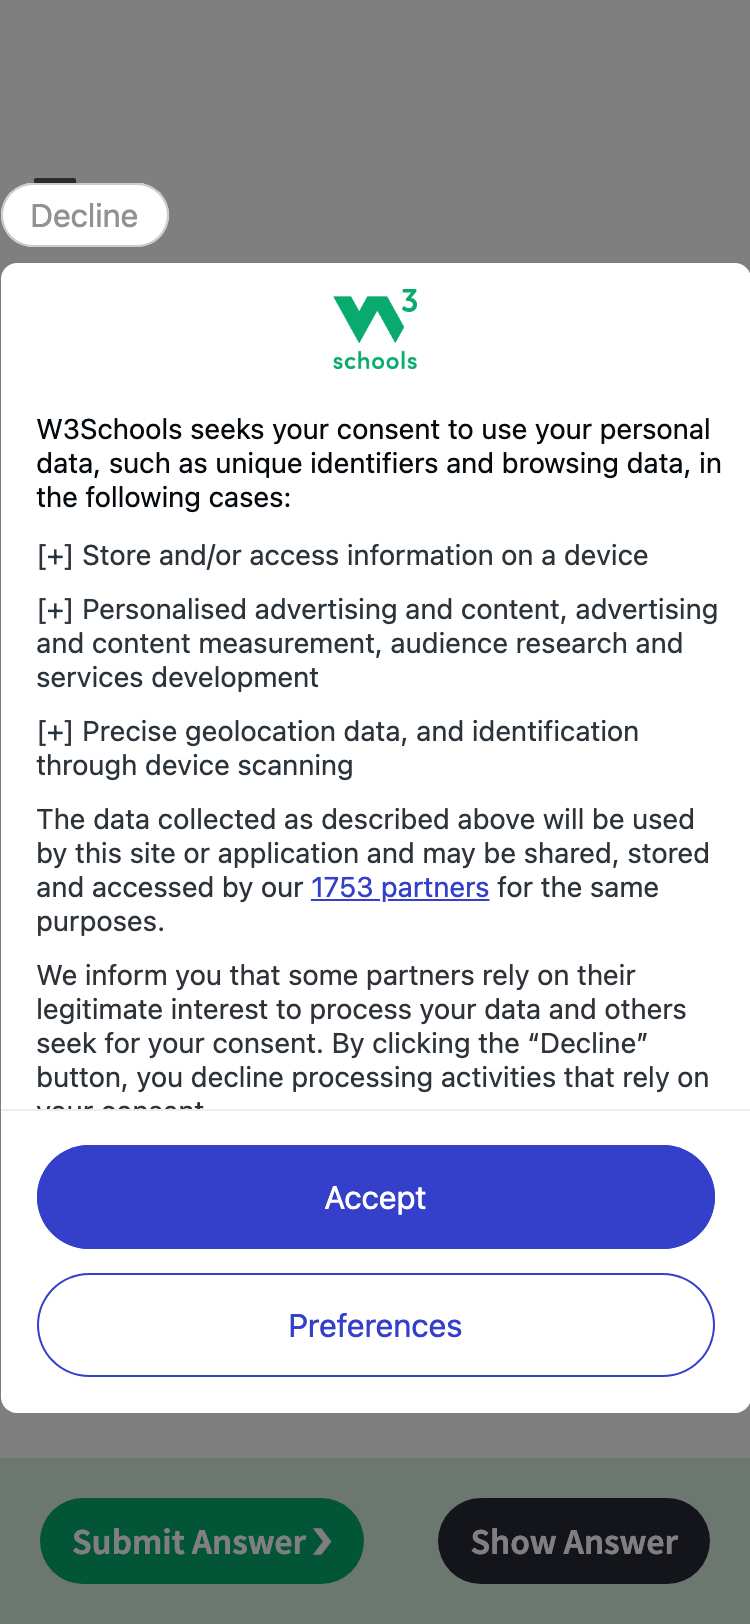 Decline
W3
schools
W3Schools seeks your consent to use your personal
data, such as unique identifiers and browsing data, in
the following cases:
[+] Store and/or access information on a device
[+] Personalised advertising and content, advertising
and content measurement, audience research and
services development
[+] Precise geolocation data, and identification
through device scanning
The data collected as described above will be used
by this site or application and may be shared, stored
and accessed by our 1753 partners for the same
purposes.
We inform you that some partners rely on their
legitimate interest to process your data and others
seek for your consent. By clicking the “Decline”
button, you decline processing activities that rely on
your consent
Accept
Preferences
Submit Answer ❯
Show Answer